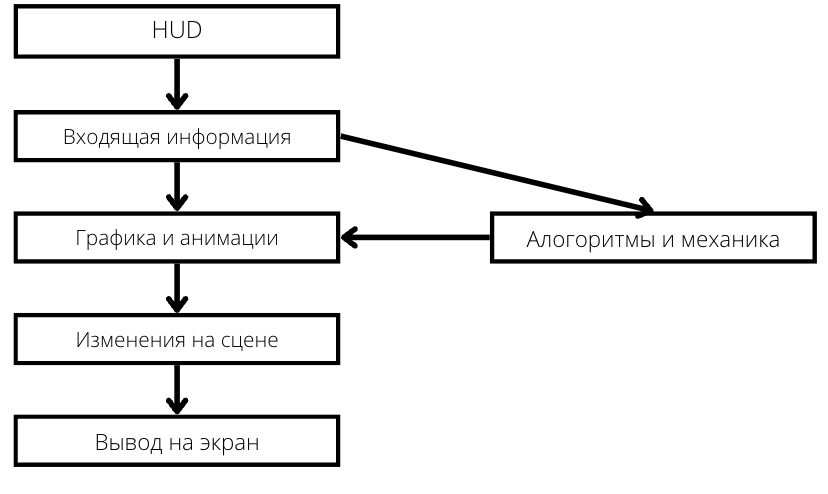 HUD
Входящая информация
Графика и анимации
Алогоритмы и механика
Изменения на сцене
Вывод на экран